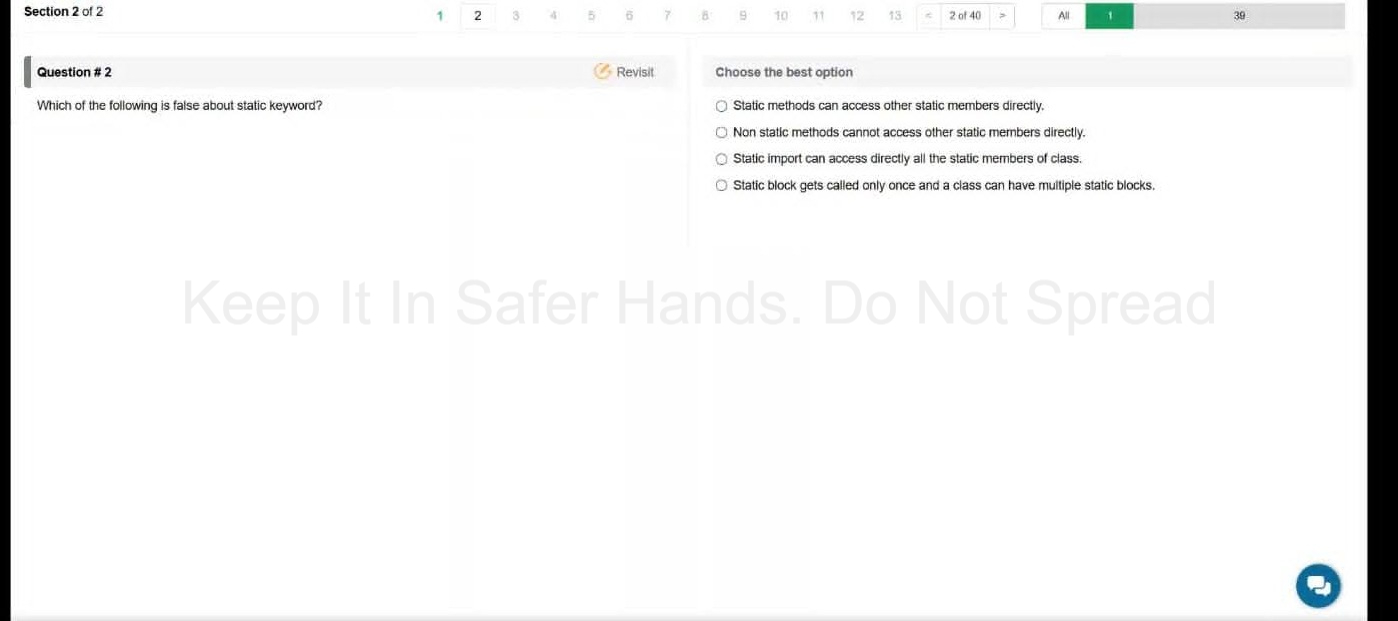 Section 2 of 2
1 2 3 4 5 6 7 8 9 10 11 12 13 < 2 of 40 > All 1 39
Question # 2
Revisit
Which of the following is false about static keyword?
Choose the best option
Static methods can access other static members directly.
Non static methods cannot access other static members directly.
Static import can access directly all the static members of class.
Static block gets called only once and a class can have multiple static blocks.
Keep It In Safer Hands. Do Not Spread